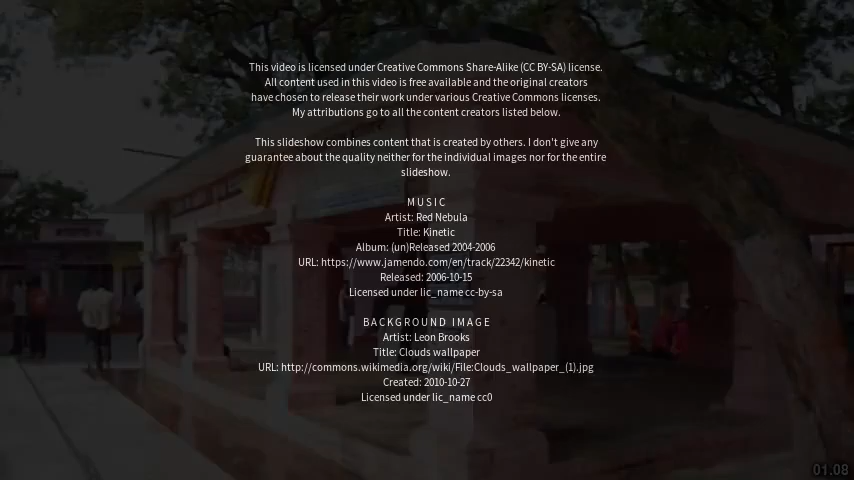 This video is licensed under Creative Commons Share-Alike (CC BY-SA) license.
All content used in this video is free available and the original creators
have chosen to release their work under various Creative Commons licenses.
My attributions go to all the content creators listed below.
This slideshow combines content that is created by others. I don't give any
guarantee about the quality neither for the individual images nor for the entire
slideshow.
MUSIC
Artist: Red Nebula
Title: Kinetic
Album: (un)Released 2004-2006
URL: https://www.jamendo.com/en/track/22342/kinetic
Released: 2006-10-15
Licensed under lic_name cc-by-sa
BACKGROUND IMAGE
Artist: Leon Brooks
Title: Clouds wallpaper
URL: http://commons.wikimedia.org/wiki/File:Clouds_wallpaper_(1).jpg
Created: 2010-10-27
Licensed under lic_name cc0
01.08